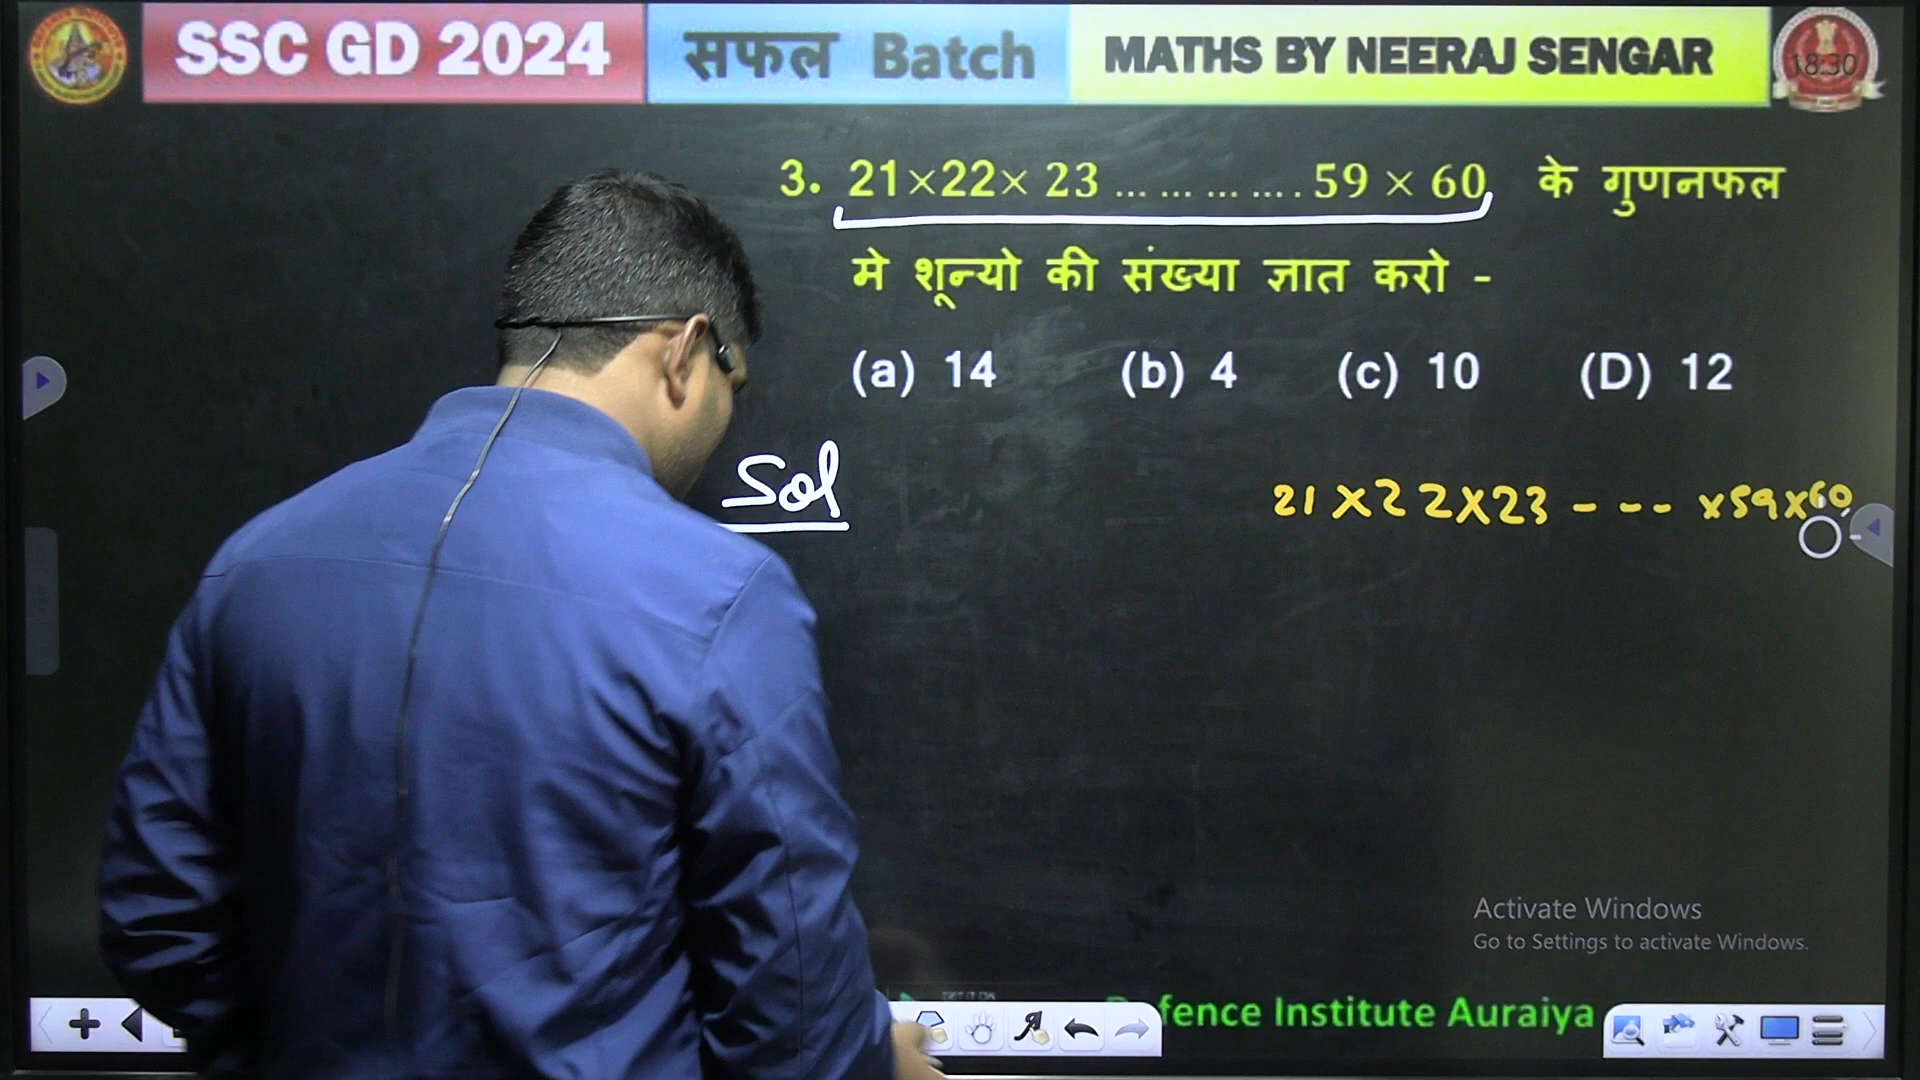 SSC GD 2024 सफल Batch MATHS BY NEERAJ SENGAR 18:30
3. 21×22× 23 ... ... ... ... . 59 × 60 के गुणनफल
मे शून्यो की संख्या ज्ञात करो -
(a) 14 (b) 4 (c) 10 (D) 12
Sol
21 × 22 × 23 - - - × 59 × 60
Activate Windows
Go to Settings to activate Windows.
fence Institute Auraiya